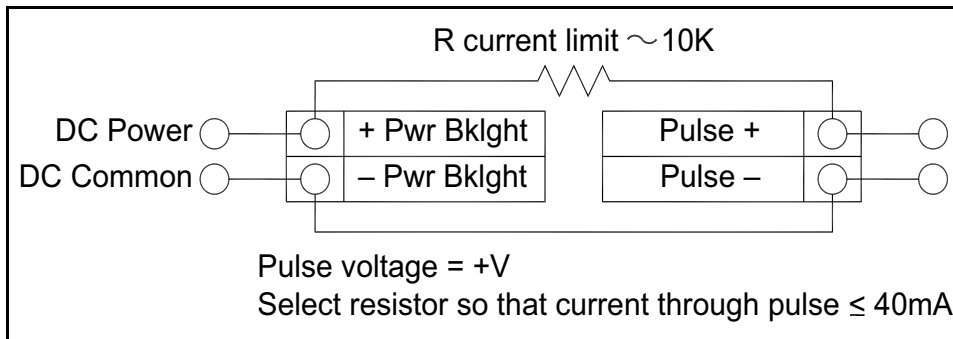 R current limit ~10K
DC Power
+ Pwr Bklght
Pulse +
DC Common
– Pwr Bklght
Pulse –
Pulse voltage = +V
Select resistor so that current through pulse ≤ 40mA